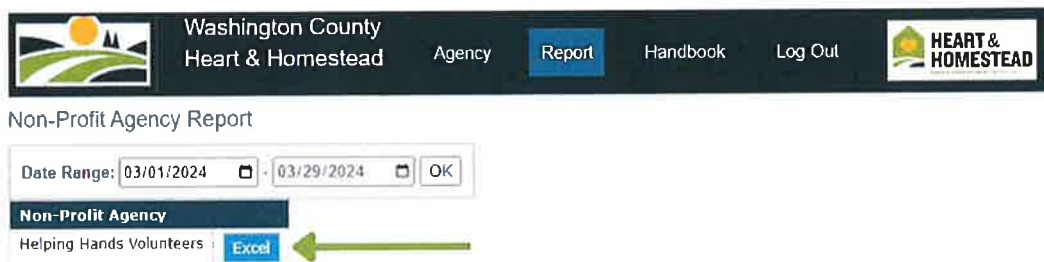 Washington County
Heart & Homestead
Agency
Report
Handbook
Log Out
HEART &
HOMESTEAD
Non-Profit Agency Report
Date Range: 03/01/2024 - 03/29/2024 OK
Non-Profit Agency
Helping Hands Volunteers Excel